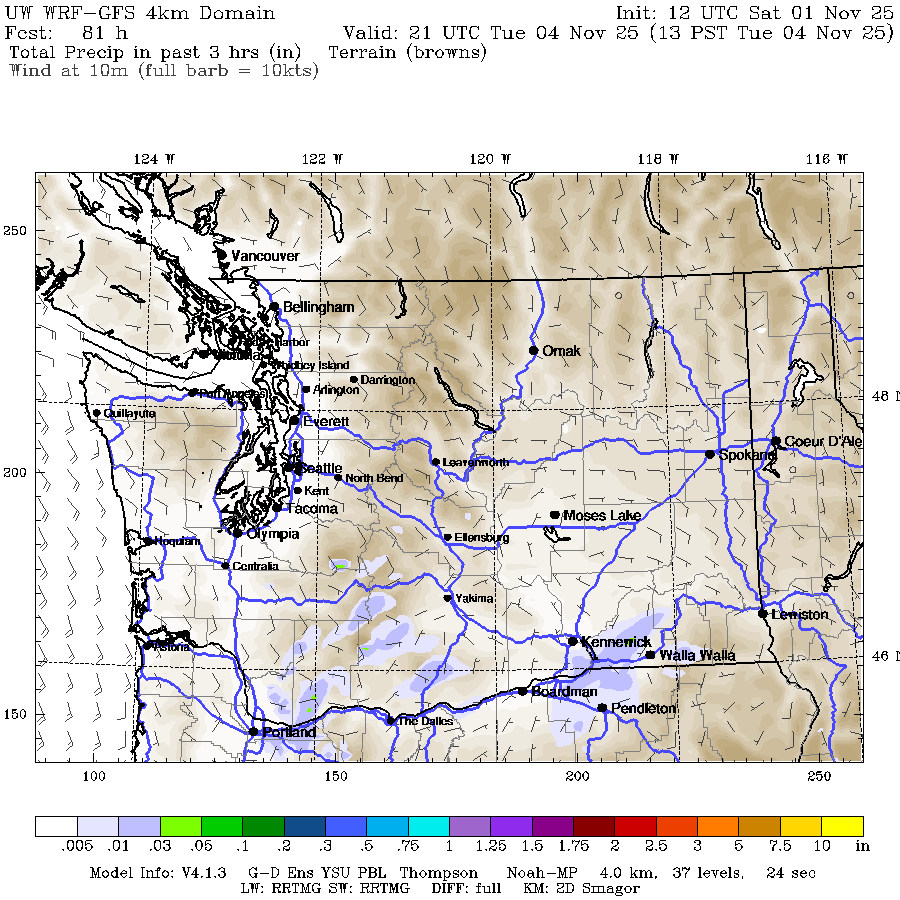 UW WRF-GFS 4km Domain Init: 12 UTC Sat 01 Nov 25
Fcst: 81 h Valid: 21 UTC Tue 04 Nov 25 (13 PST Tue 04 Nov 25)
Total Precip in past 3 hrs (in) Terrain (browns)
Wind at 10m (full barb = 10kts)
124 W 122 W 120 W 118 W 116 W
250
Vancouver
Bellingham
Harbor
Victoria
Omak
Whidbey Island
Darrington
Arlington
Port Angeles
48 N
Quillayute
Everett
Coeur D'Ale
Spokane
Leavenworth
200
Seattle
North Bend
Kent
Tacoma
Moses Lake
Olympia
Hoquiam
Ellensburg
Centralia
Yakima
Lewiston
Kennewick
Astoria
Walla Walla
46 N
Boardman
Pendleton
150
The Dalles
Portland
100 150 200 250
.005 .01 .03 .05 .1 .2 .3 .5 .75 1 1.25 1.5 1.75 2 2.5 3 5 7.5 10 in
Model Info: V4.1.3 G-D Ens YSU PBL Thompson Noah-MP 4.0 km, 37 levels, 24 sec
LW: RRTMG SW: RRTMG DIFF: full KM: 2D Smagor